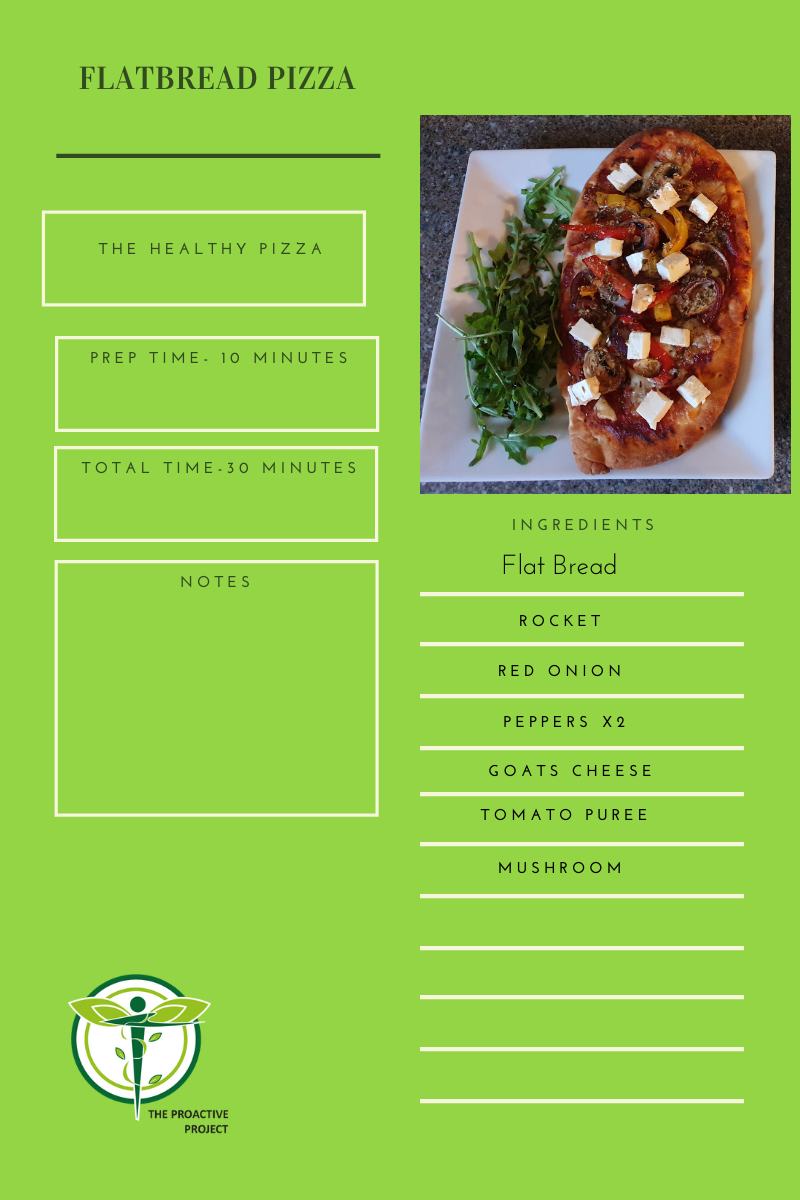 FLATBREAD PIZZA
THE HEALTHY PIZZA
PREP TIME- 10 MINUTES
TOTAL TIME-30 MINUTES
NOTES
INGREDIENTS
Flat Bread
ROCKET
RED ONION
PEPPERS X2
GOATS CHEESE
TOMATO PUREE
MUSHROOM
THE PROACTIVE
PROJECT